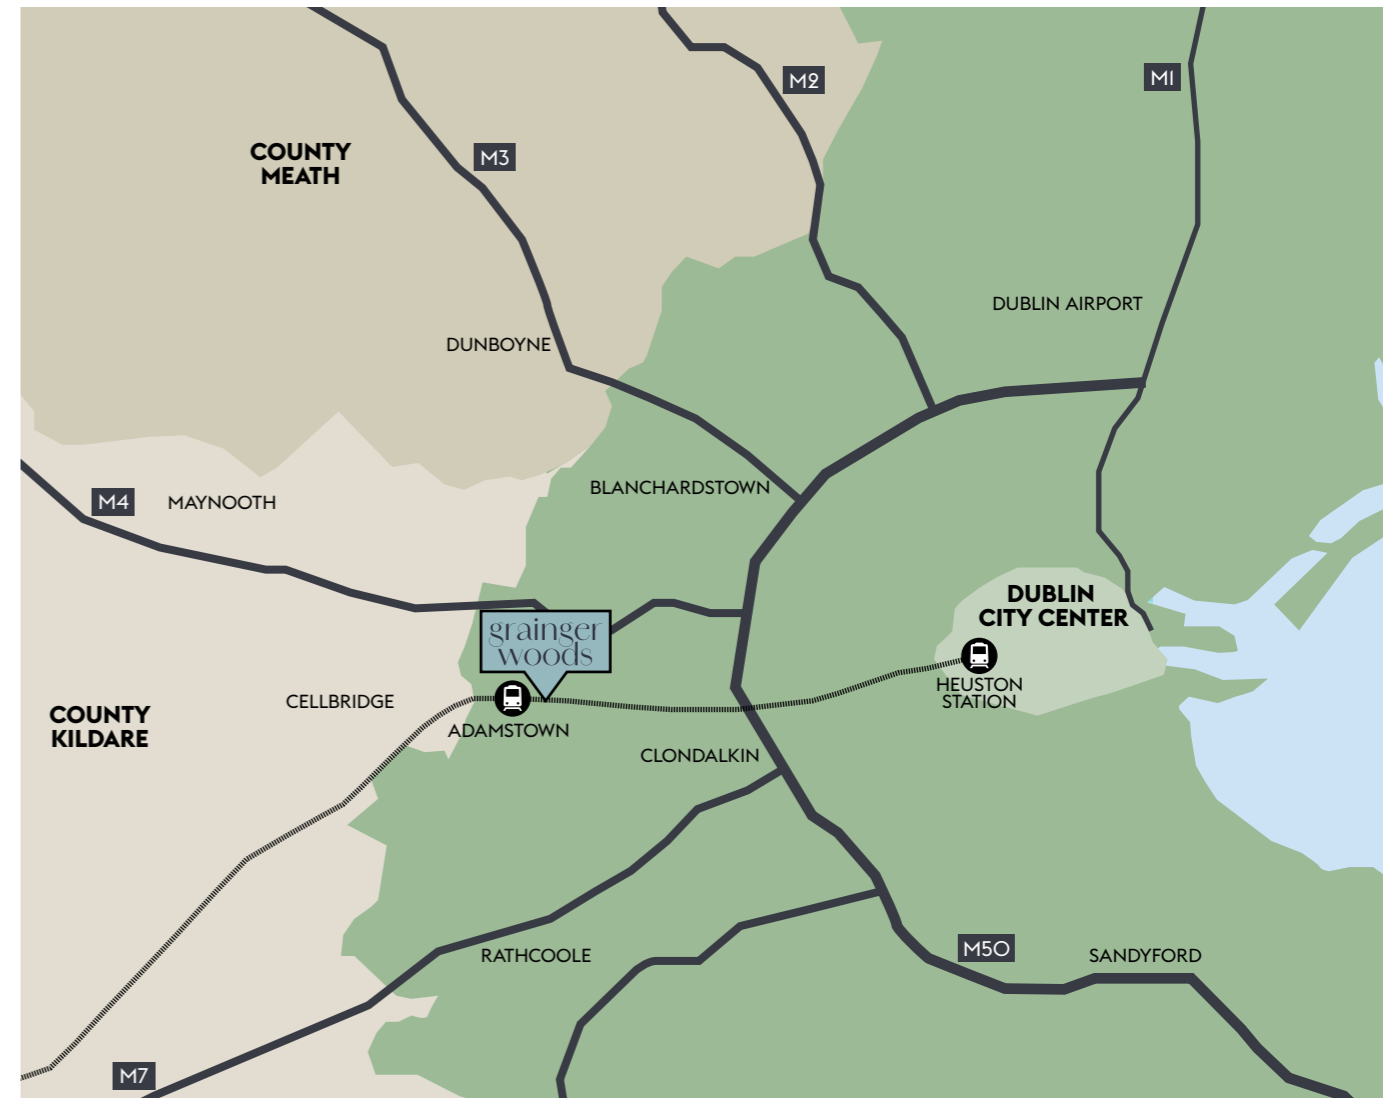 M2
M1
COUNTY
MEATH
M3
DUBLIN AIRPORT
DUNBOYNE
BLANCHARDSTOWN
M4
MAYNOOTH
DUBLIN
CITY CENTER
grainger
woods
HEUSTON
STATION
CELLBRIDGE
COUNTY
KILDARE
ADAMSTOWN
CLONDALKIN
RATHCOOLE
M50
SANDYFORD
M7